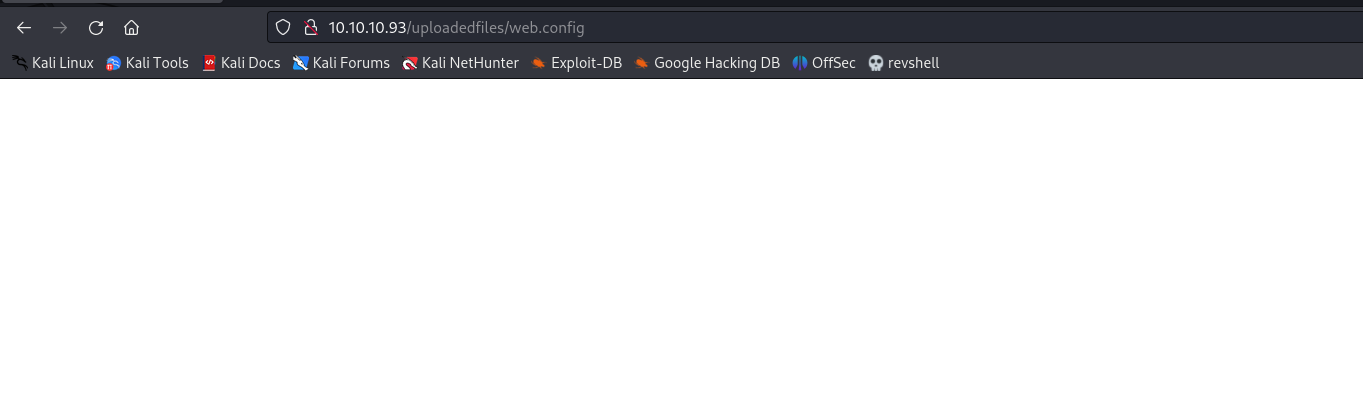 10.10.10.93/uploadedfiles/web.config
Kali Linux Kali Tools Kali Docs Kali Forums Kali NetHunter Exploit-DB Google Hacking DB OffSec revshell